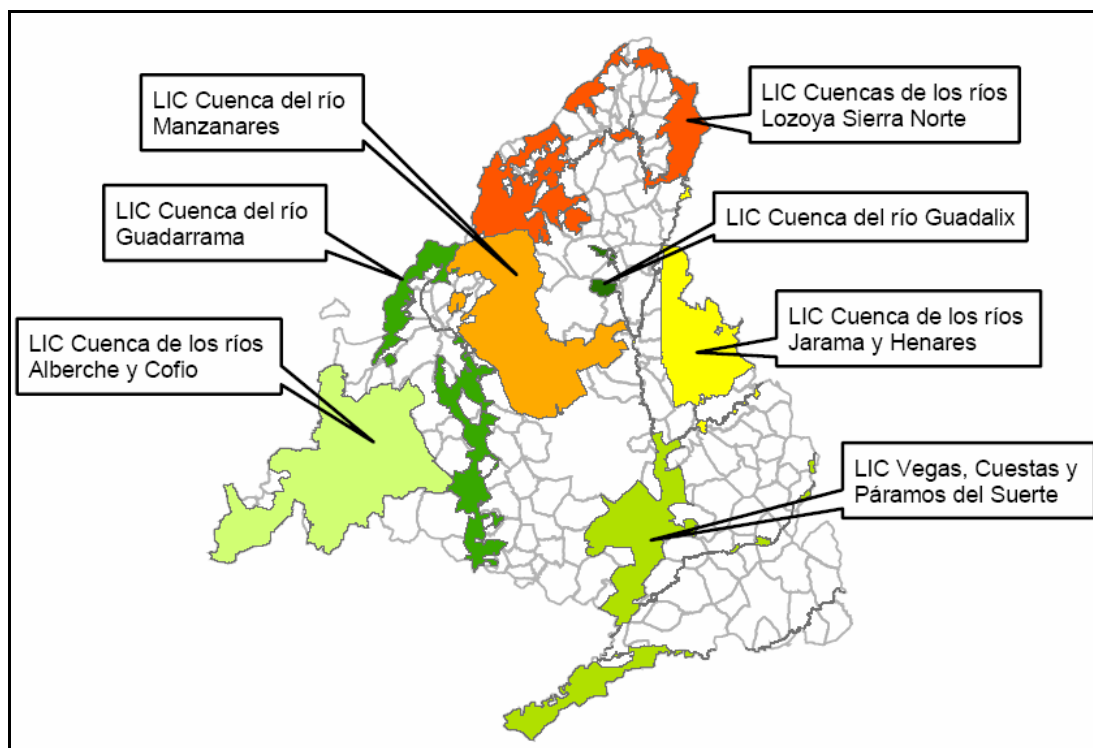 LIC Cuenca del río
Manzanares
LIC Cuencas de los ríos
Lozoya Sierra Norte
LIC Cuenca del río
Guadarrama
LIC Cuenca del río Guadalix
LIC Cuenca de los ríos
Alberche y Cofio
LIC Cuenca de los ríos
Jarama y Henares
LIC Vegas, Cuestas y
Páramos del Suerte